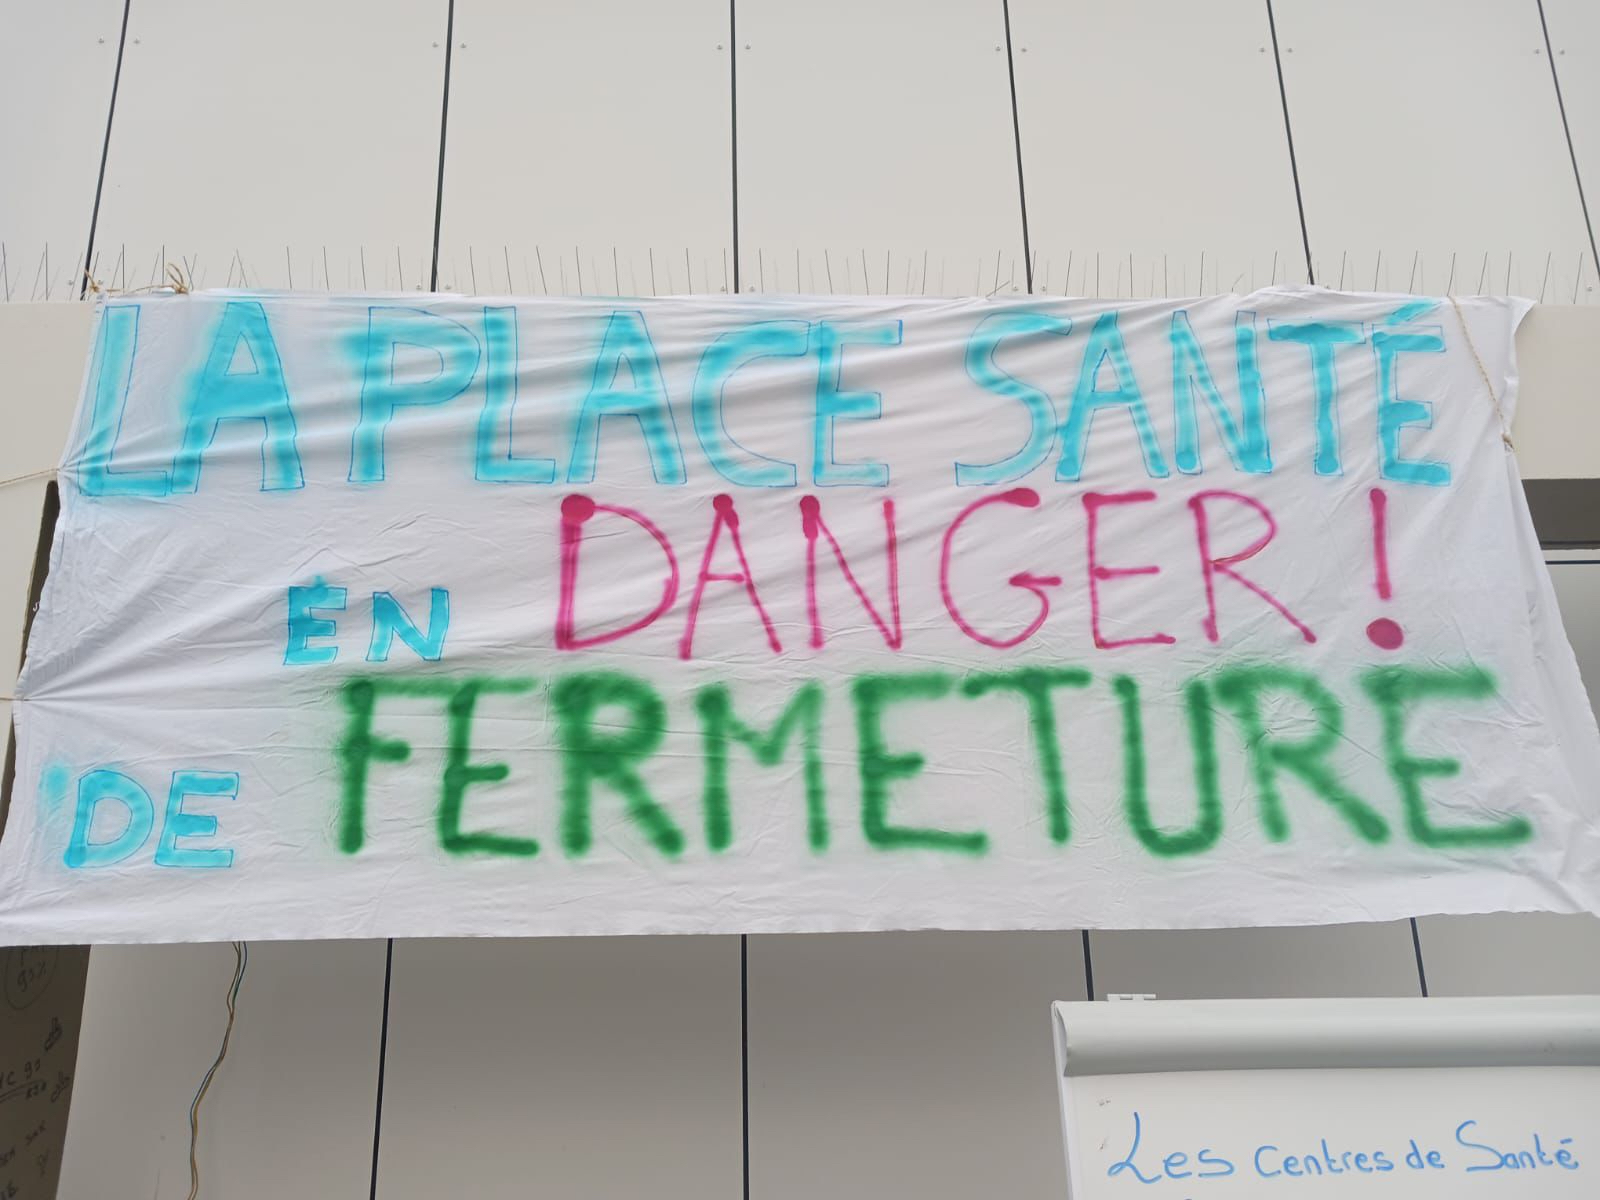 LA PLACE SANTÉ
EN DANGER !
DE FERMETURE
Les Centres de Santé